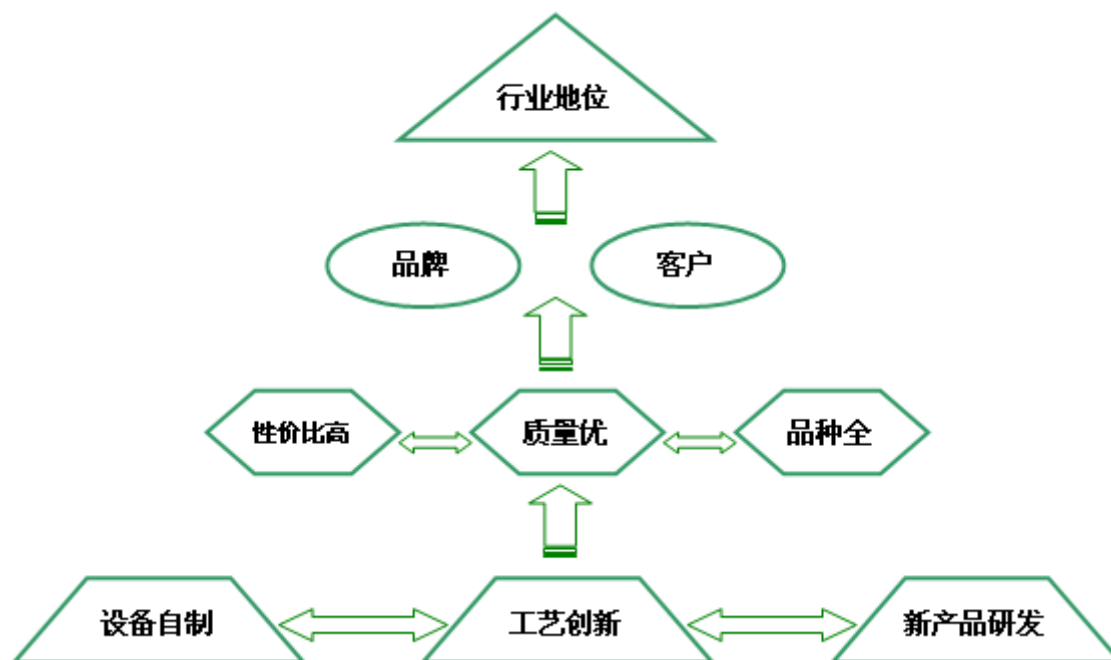 行业地位
品牌
客户
性价比高
质量优
品种全
设备自制
工艺创新
新产品研发